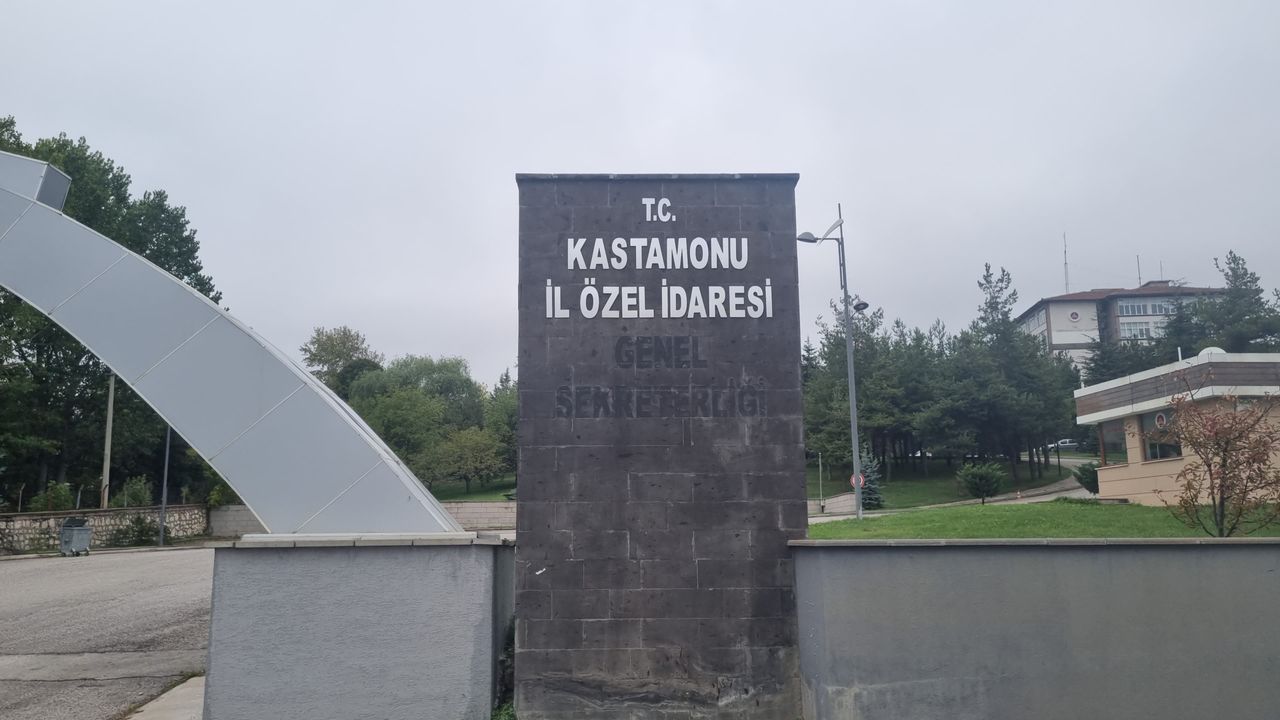 T.C.
KASTAMONU
İL ÖZEL İDARESİ
GENEL
SEKRETERLİĞİ